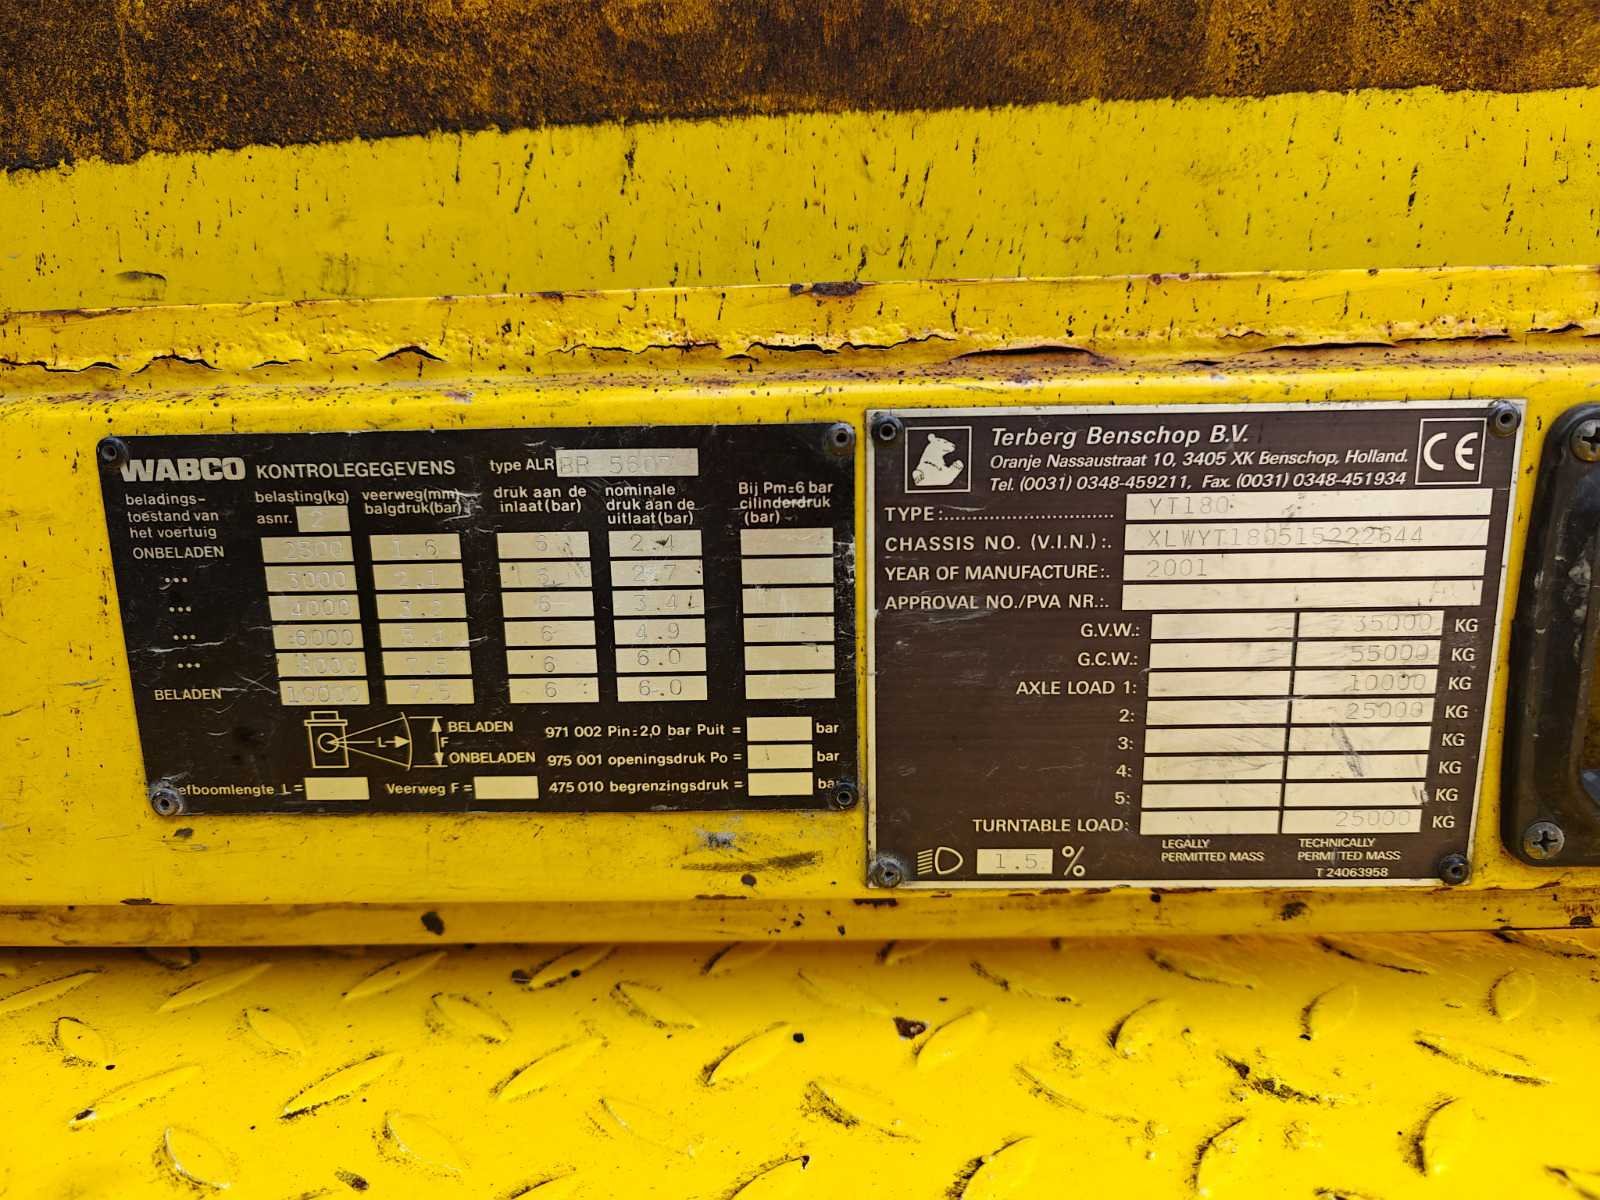 WABCO KONTROLEGEGEVENS type ALR BR 5607
beladings- belasting(kg) veerweg(mm) druk aan de nominale Bij Pm=6 bar
toestand van asnr. 2 balgdruk(bar) inlaat(bar) druk aan de cilinderdruk
het voertuig uitlaat(bar) (bar)
ONBELADEN 2500 1.6 6 2.4
... 3000 2.1 6 2.7
... 4000 3.2 6 3.4
... 6000 5.4 6 4.9
... 8000 7.5 6 6.0
BELADEN 10000 7.5 6 6.0
L F BELADEN 971 002 Pin=2,0 bar Puit = bar
ONBELADEN 975 001 openingsdruk Po = bar
L = Veerweg F = 475 010 begrenzingsdruk = ba
Terberg Benschop B.V.
Oranje Nassaustraat 10, 3405 XK Benschop, Holland.
Tel. (0031) 0348-459211, Fax. (0031) 0348-451934
CE
TYPE:............................. YT180
CHASSIS NO. (V.I.N.) :. XLWYT180515222644
YEAR OF MANUFACTURE:. 2001
APPROVAL NO./PVA NR.:.
G.V.W.: 35000 KG
G.C.W.: 55000 KG
AXLE LOAD 1: 10000 KG
2: 25000 KG
3: KG
4: KG
5: KG
TURNTABLE LOAD: 25000 KG
1.5 %
LEGALLY TECHNICALLY
PERMITTED MASS PERMITTED MASS
T 24063958